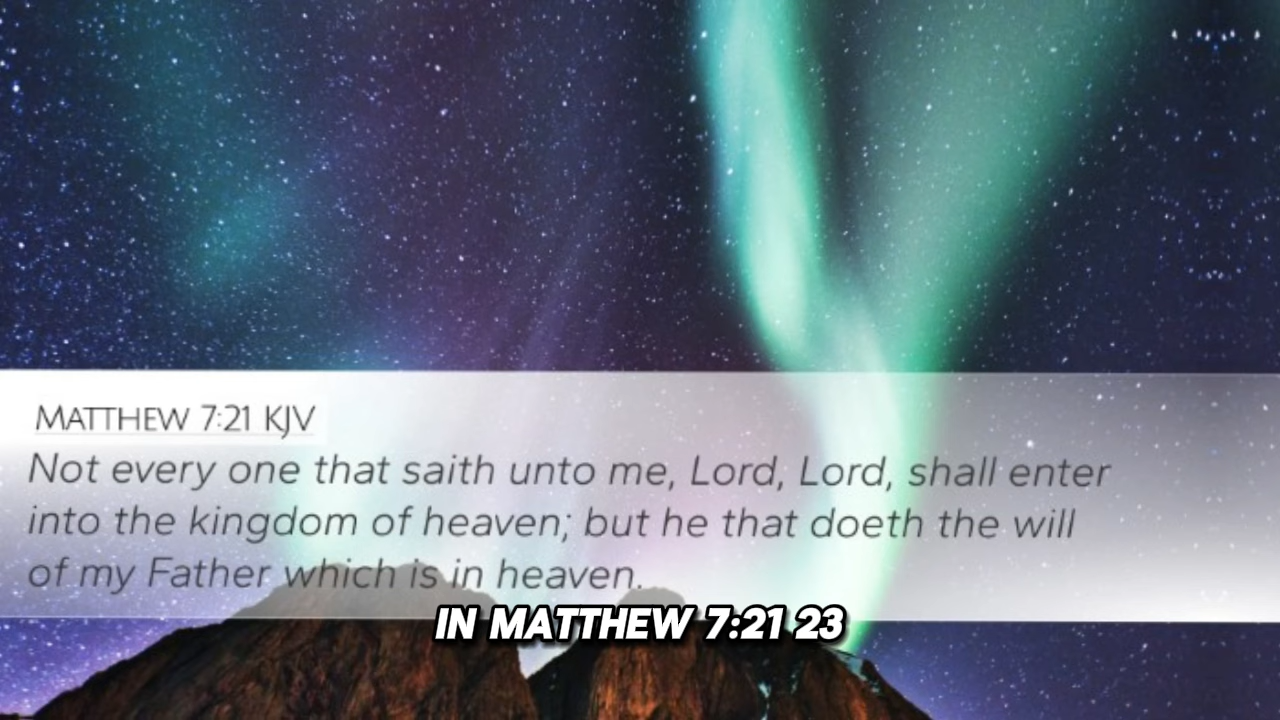 MATTHEW 7:21 KJV
Not every one that saith unto me, Lord, Lord, shall enter
into the kingdom of heaven; but he that doeth the will
of my Father which is in heaven.
IN MATTHEW 7:21 23